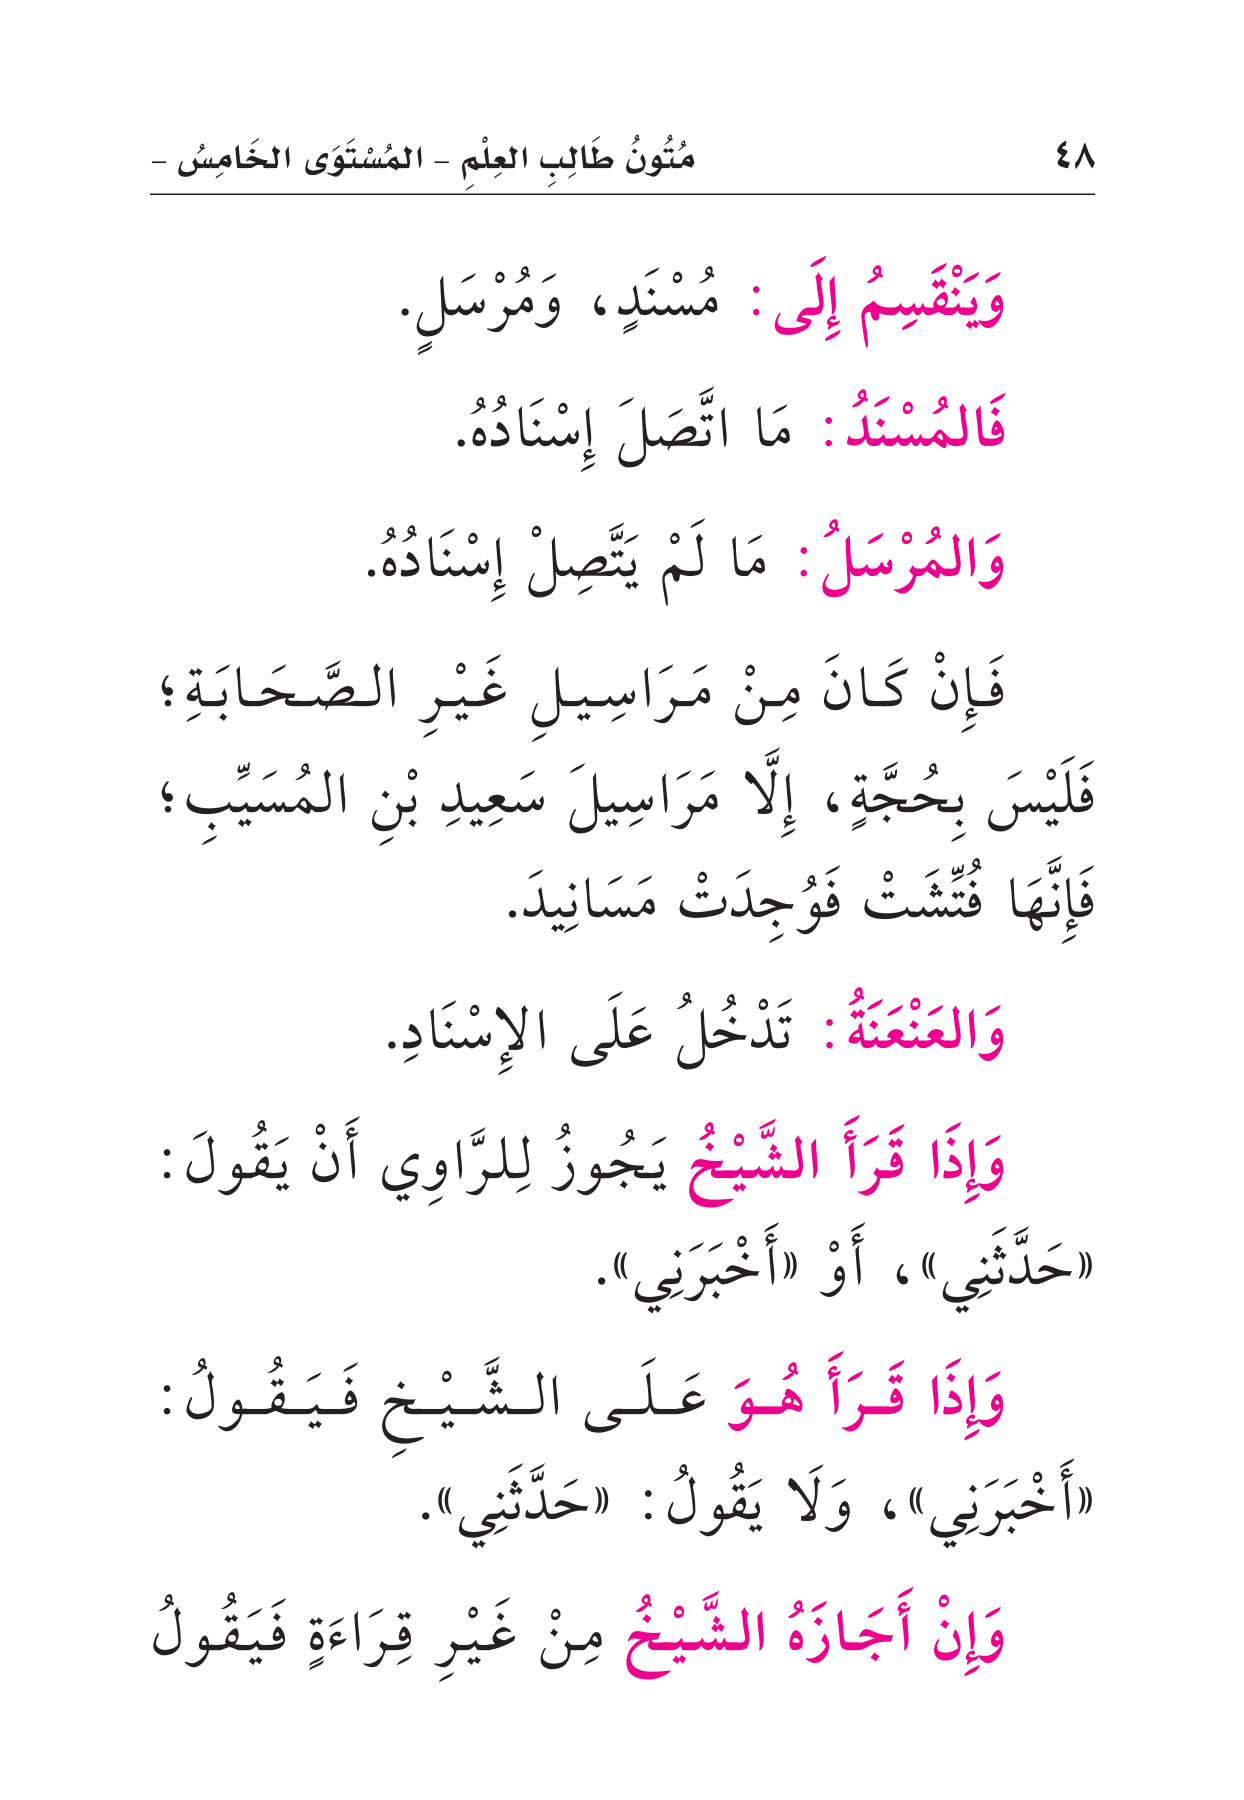 ٤٨ مُتُونُ طَالِبِ العِلْمِ – المُسْتَوَى الخَامِسُ –
وَيَنْقَسِمُ إِلَى: مُسْنَدٍ، وَمُرْسَلٍ.
فَالمُسْنَدُ: مَا اتَّصَلَ إِسْنَادُهُ.
وَالمُرْسَلُ: مَا لَمْ يَتَّصِلْ إِسْنَادُهُ.
فَإِنْ كَانَ مِنْ مَرَاسِيلِ غَيْرِ الصَّحَابَةِ؛
فَلَيْسَ بِحُجَّةٍ، إِلَّا مَرَاسِيلَ سَعِيدِ بْنِ المُسَيِّبِ؛
فَإِنَّهَا فُتِّشَتْ فَوُجِدَتْ مَسَانِيدَ.
وَالعَنْعَنَةُ: تَدْخُلُ عَلَى الإِسْنَادِ.
وَإِذَا قَرَأَ الشَّيْخُ يَجُوزُ لِلرَّاوِي أَنْ يَقُولَ:
«حَدَّثَنِي»، أَوْ «أَخْبَرَنِي».
وَإِذَا قَرَأَ هُوَ عَلَى الشَّيْخِ فَيَقُولُ:
«أَخْبَرَنِي»، وَلَا يَقُولُ: «حَدَّثَنِي».
وَإِنْ أَجَازَهُ الشَّيْخُ مِنْ غَيْرِ قِرَاءَةٍ فَيَقُولُ